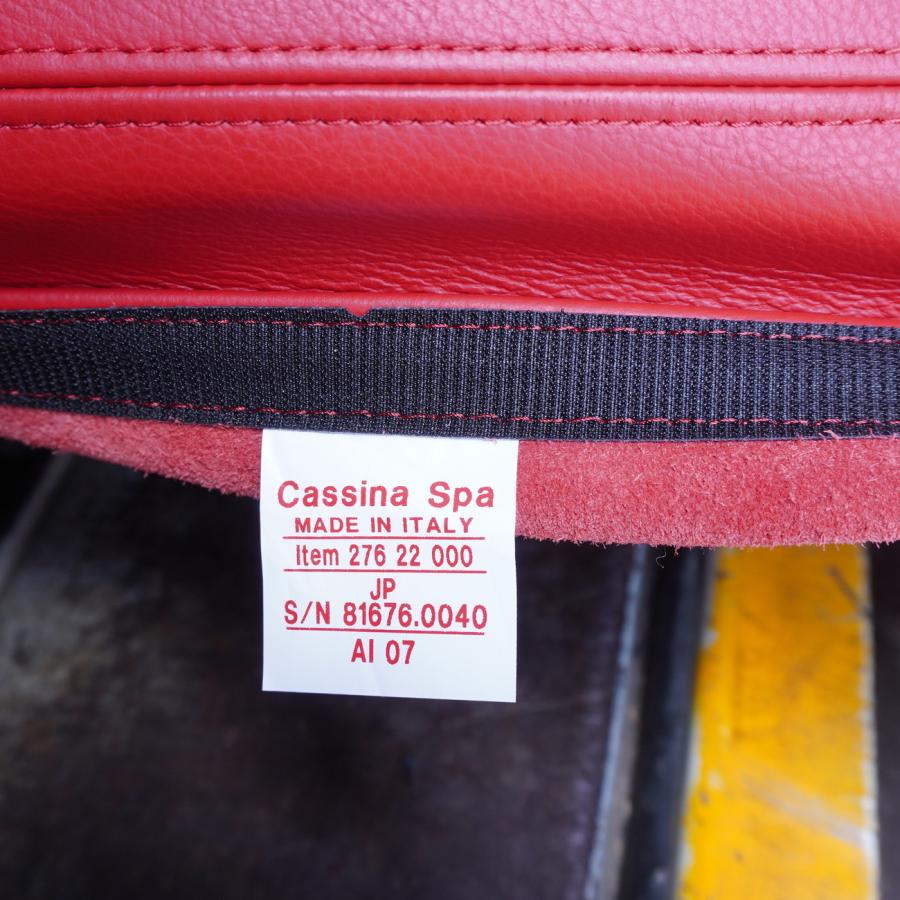 Cassina Spa
MADE IN ITALY
Item 276 22 000
JP
S/N 81676.0040
AI 07